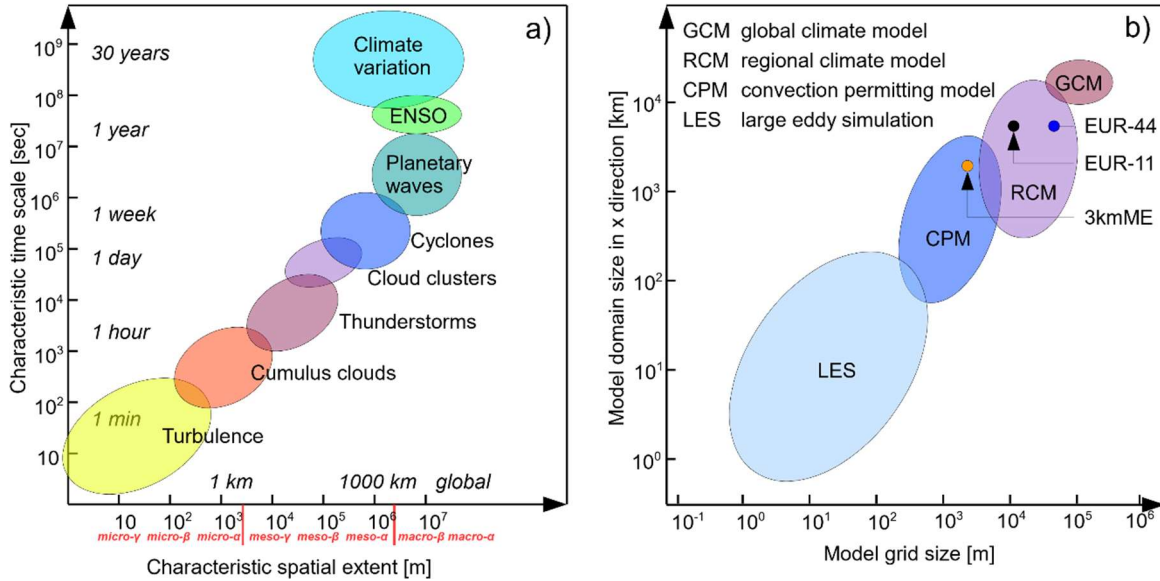 a)
Characteristic time scale [sec]
10⁹
10⁸
10⁷
10⁶
10⁵
10⁴
10³
10²
10
30 years
1 year
1 week
1 day
1 hour
1 min
Climate
variation
ENSO
Planetary
waves
Cyclones
Cloud clusters
Thunderstorms
Cumulus clouds
Turbulence
1 km 1000 km global
10 10² 10³ 10⁴ 10⁵ 10⁶ 10⁷
micro-γ micro-β micro-α meso-γ meso-β meso-α macro-β macro-α
Characteristic spatial extent [m]
b)
GCM global climate model
RCM regional climate model
CPM convection permitting model
LES large eddy simulation
Model domain size in x direction [km]
10⁴
10³
10²
10¹
10⁰
GCM
EUR-44
EUR-11
RCM
3kmME
CPM
LES
10⁻¹ 10⁰ 10¹ 10² 10³ 10⁴ 10⁵ 10⁶
Model grid size [m]